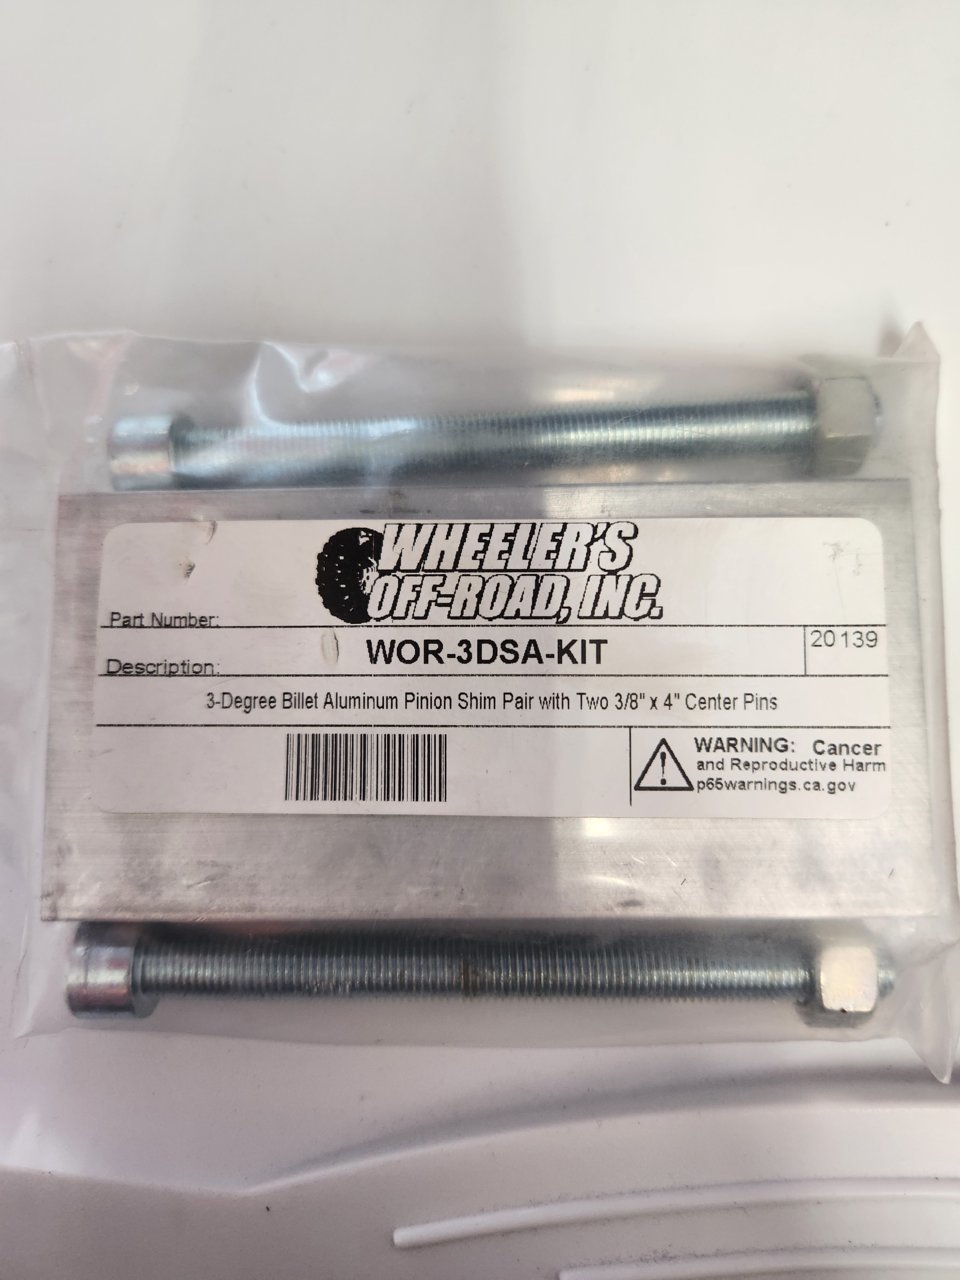 WHEELER'S
OFF-ROAD, INC.
Part Number:
WOR-3DSA-KIT
20139
Description:
3-Degree Billet Aluminum Pinion Shim Pair with Two 3/8" x 4" Center Pins
WARNING: Cancer
and Reproductive Harm
p65warnings.ca.gov